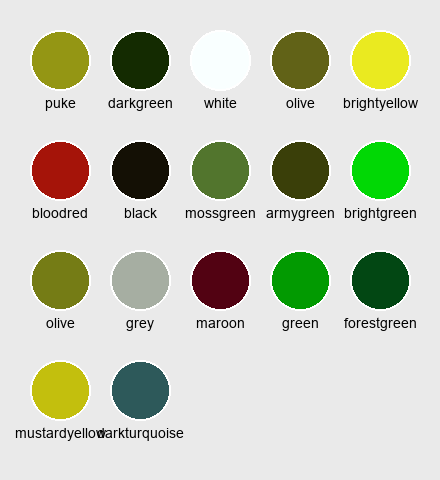 puke darkgreen white olive brightyellow
bloodred black mossgreen armygreen brightgreen
olive grey maroon green forestgreen
mustardyellow darkturquoise